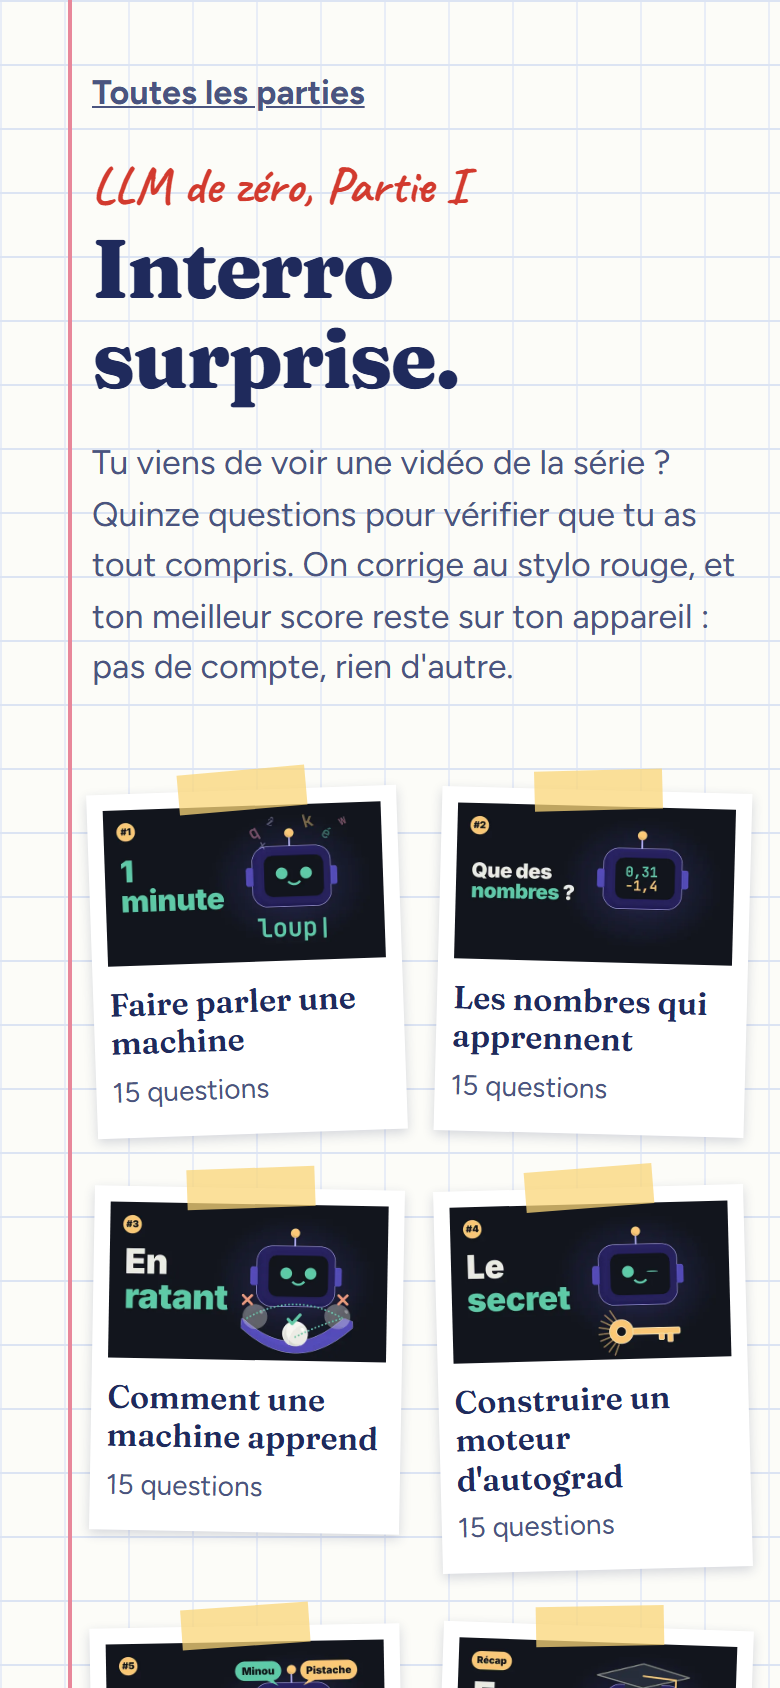 Toutes les parties
LLM de zéro, Partie I
Interro
surprise.
Tu viens de voir une vidéo de la série ?
Quinze questions pour vérifier que tu as
tout compris. On corrige au stylo rouge, et
ton meilleur score reste sur ton appareil :
pas de compte, rien d'autre.
#1
q z k é w x
1
minute
loup|
Faire parler une
machine
15 questions
#2
Que des
nombres ?
0,31
-1,4
Les nombres qui
apprennent
15 questions
#3
En
ratant
Comment une
machine apprend
15 questions
#4
Le
secret
Construire un
moteur
d'autograd
15 questions
#5
Minou
Pistache
Récap